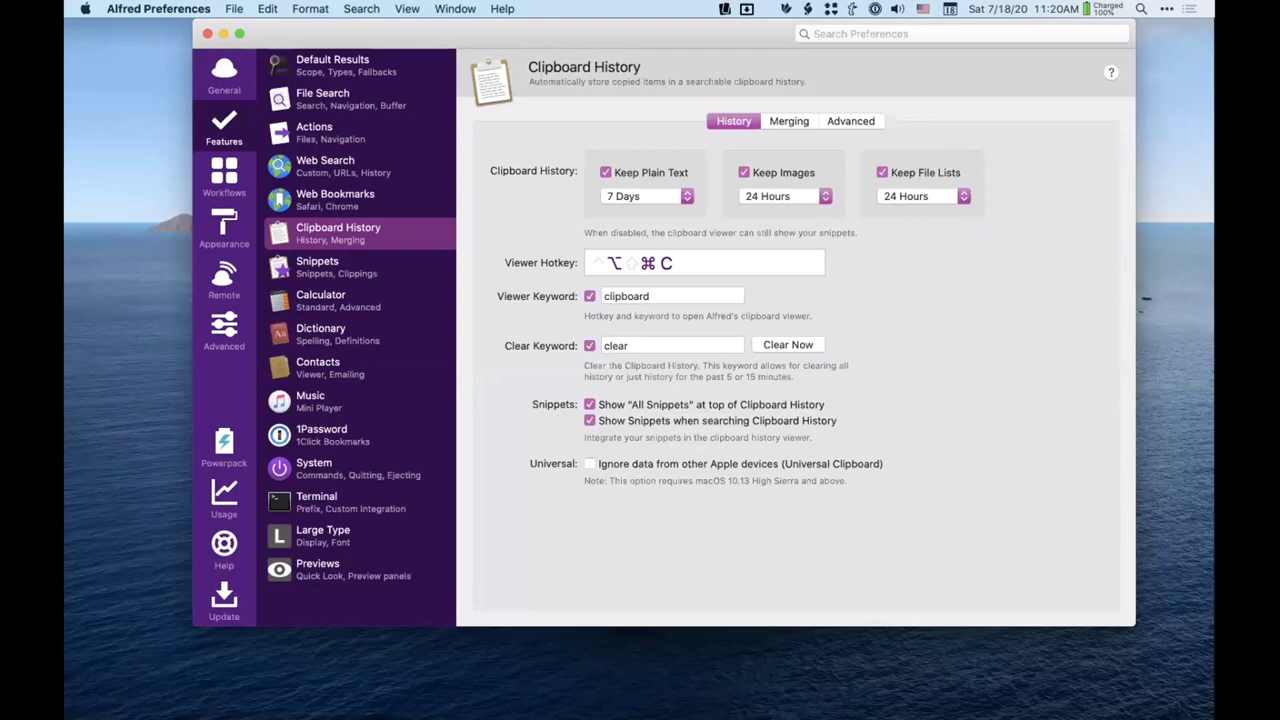 Alfred Preferences File Edit Format Search View Window Help Sat 7/18/20 11:20AM Charged 100%
Search Preferences
General
Features
Workflows
Appearance
Remote
Advanced
Powerpack
Usage
Help
Update
Default Results
Scope, Types, Fallbacks
File Search
Search, Navigation, Buffer
Actions
Files, Navigation
Web Search
Custom, URLs, History
Web Bookmarks
Safari, Chrome
Clipboard History
History, Merging
Snippets
Snippets, Clippings
Calculator
Standard, Advanced
Dictionary
Spelling, Definitions
Contacts
Viewer, Emailing
Music
Mini Player
1Password
1Click Bookmarks
System
Commands, Quitting, Ejecting
Terminal
Prefix, Custom Integration
L Large Type
Display, Font
Previews
Quick Look, Preview panels
Clipboard History
Automatically store copied items in a searchable clipboard history.
?
History Merging Advanced
Clipboard History: Keep Plain Text Keep Images Keep File Lists
7 Days 24 Hours 24 Hours
When disabled, the clipboard viewer can still show your snippets.
Viewer Hotkey: ⌃⌥⇧⌘ C
Viewer Keyword: clipboard
Hotkey and keyword to open Alfred's clipboard viewer.
Clear Keyword: clear Clear Now
Clear the Clipboard History. This keyword allows for clearing all
history or just history for the past 5 or 15 minutes.
Snippets: Show "All Snippets" at top of Clipboard History
Show Snippets when searching Clipboard History
Integrate your snippets in the clipboard history viewer.
Universal: Ignore data from other Apple devices (Universal Clipboard)
Note: This option requires macOS 10.13 High Sierra and above.